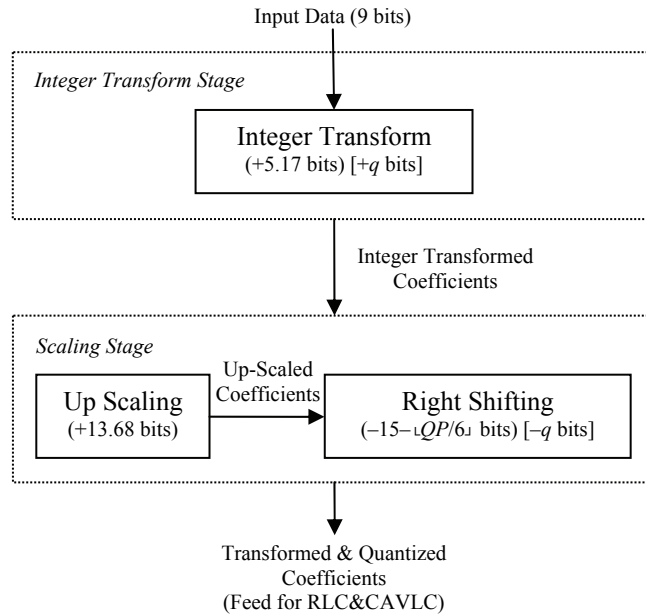 Input Data (9 bits)
Integer Transform Stage
Integer Transform
(+5.17 bits) [+q bits]
Integer Transformed
Coefficients
Scaling Stage
Up-Scaled
Coefficients
Up Scaling
(+13.68 bits)
Right Shifting
(–15–⌊QP/6⌋ bits) [–q bits]
Transformed & Quantized
Coefficients
(Feed for RLC&CAVLC)